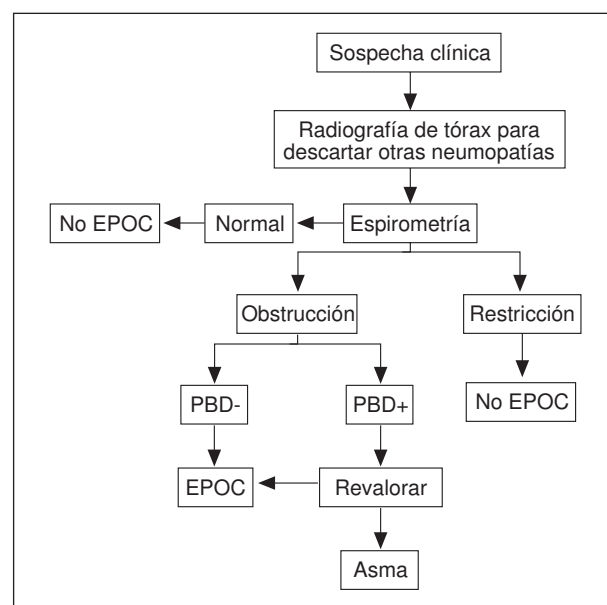 Sospecha clínica
Radiografía de tórax para
descartar otras neumopatías
No EPOC
Normal
Espirometría
Obstrucción
Restricción
PBD-
PBD+
No EPOC
EPOC
Revalorar
Asma